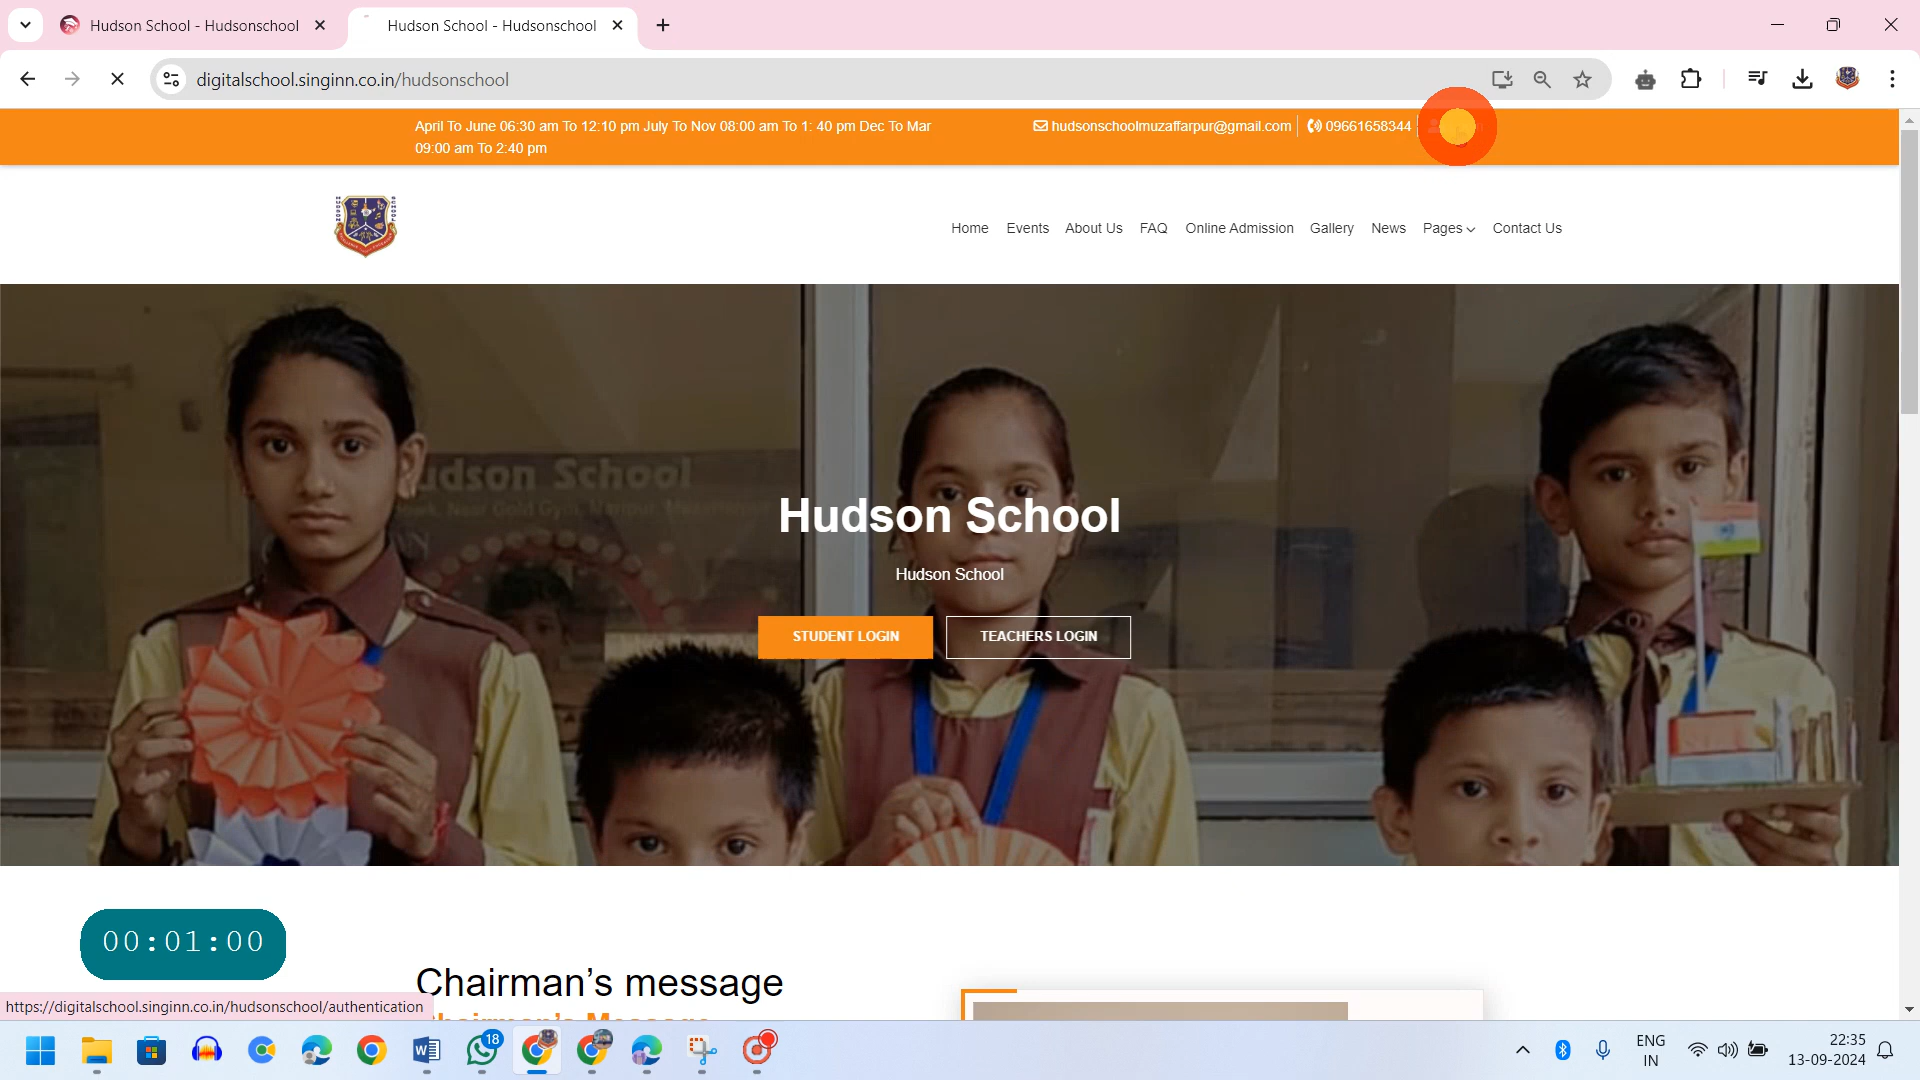 Hudson School - Hudsonschool
Hudson School - Hudsonschool
digitalschool.singinn.co.in/hudsonschool
April To June 06:30 am To 12:10 pm July To Nov 08:00 am To 1: 40 pm Dec To Mar
09:00 am To 2:40 pm
hudsonschoolmuzaffarpur@gmail.com
09661658344
Home Events About Us FAQ Online Admission Gallery News Pages Contact Us
udson School
Hudson School
Hudson School
STUDENT LOGIN
TEACHERS LOGIN
00:01:00
Chairman’s message
Chairman’s Message
https://digitalschool.singinn.co.in/hudsonschool/authentication
18
ENG
IN
22:35
13-09-2024